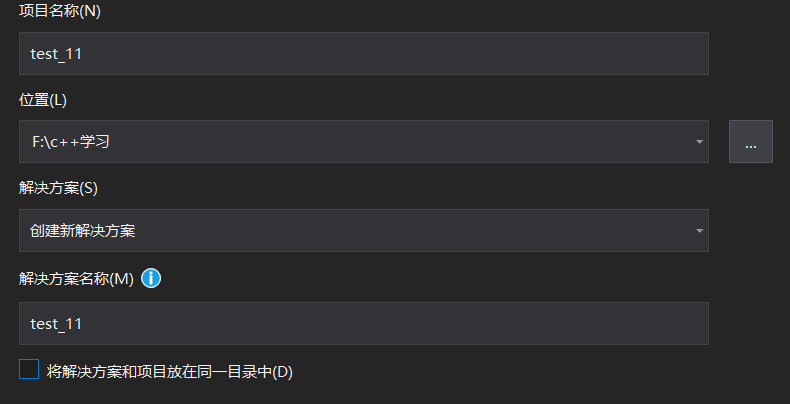 项目名称(N)
test_11
位置(L)
F:\c++学习
...
解决方案(S)
创建新解决方案
解决方案名称(M)
test_11
将解决方案和项目放在同一目录中(D)